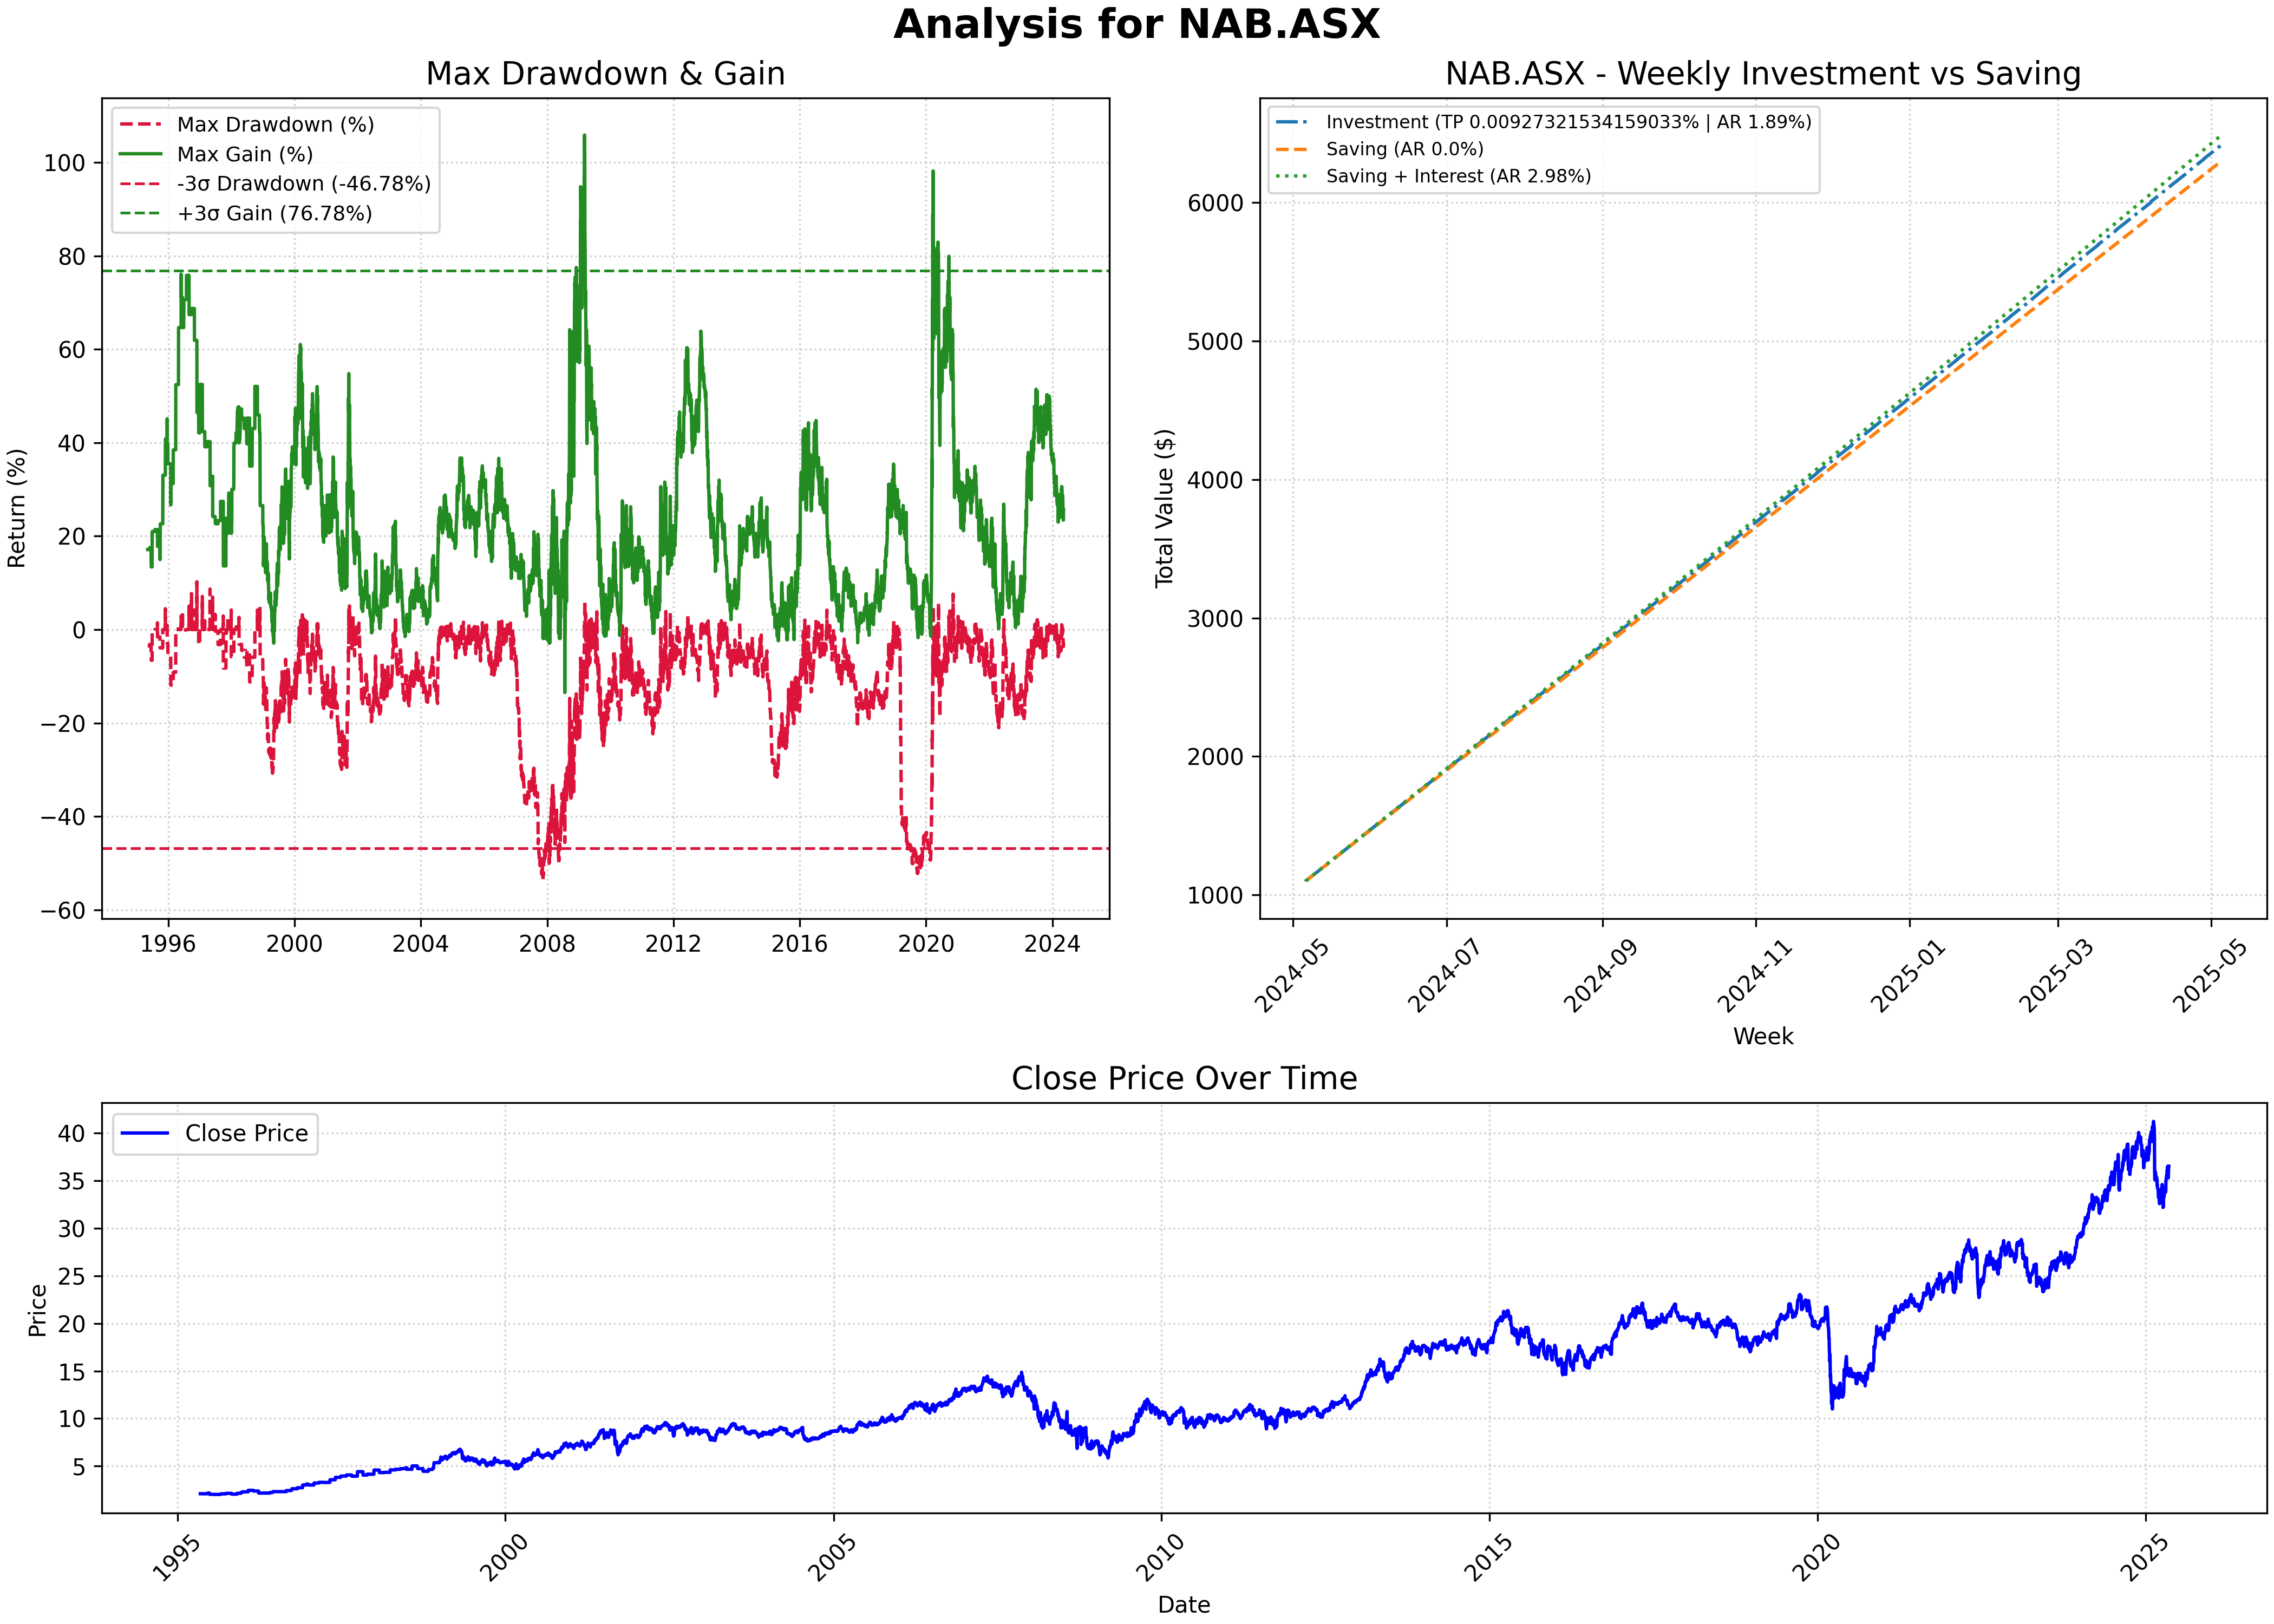 Analysis for NAB.ASX
Max Drawdown & Gain
Max Drawdown (%)
Max Gain (%)
-3σ Drawdown (-46.78%)
+3σ Gain (76.78%)
Return (%)
100
80
60
40
20
0
−20
−40
−60
1996 2000 2004 2008 2012 2016 2020 2024
NAB.ASX - Weekly Investment vs Saving
Investment (TP 0.00927321534159033% | AR 1.89%)
Saving (AR 0.0%)
Saving + Interest (AR 2.98%)
Total Value ($)
6000
5000
4000
3000
2000
1000
2024-05 2024-07 2024-09 2024-11 2025-01 2025-03 2025-05
Week
Close Price Over Time
Close Price
Price
40
35
30
25
20
15
10
5
1995 2000 2005 2010 2015 2020 2025
Date